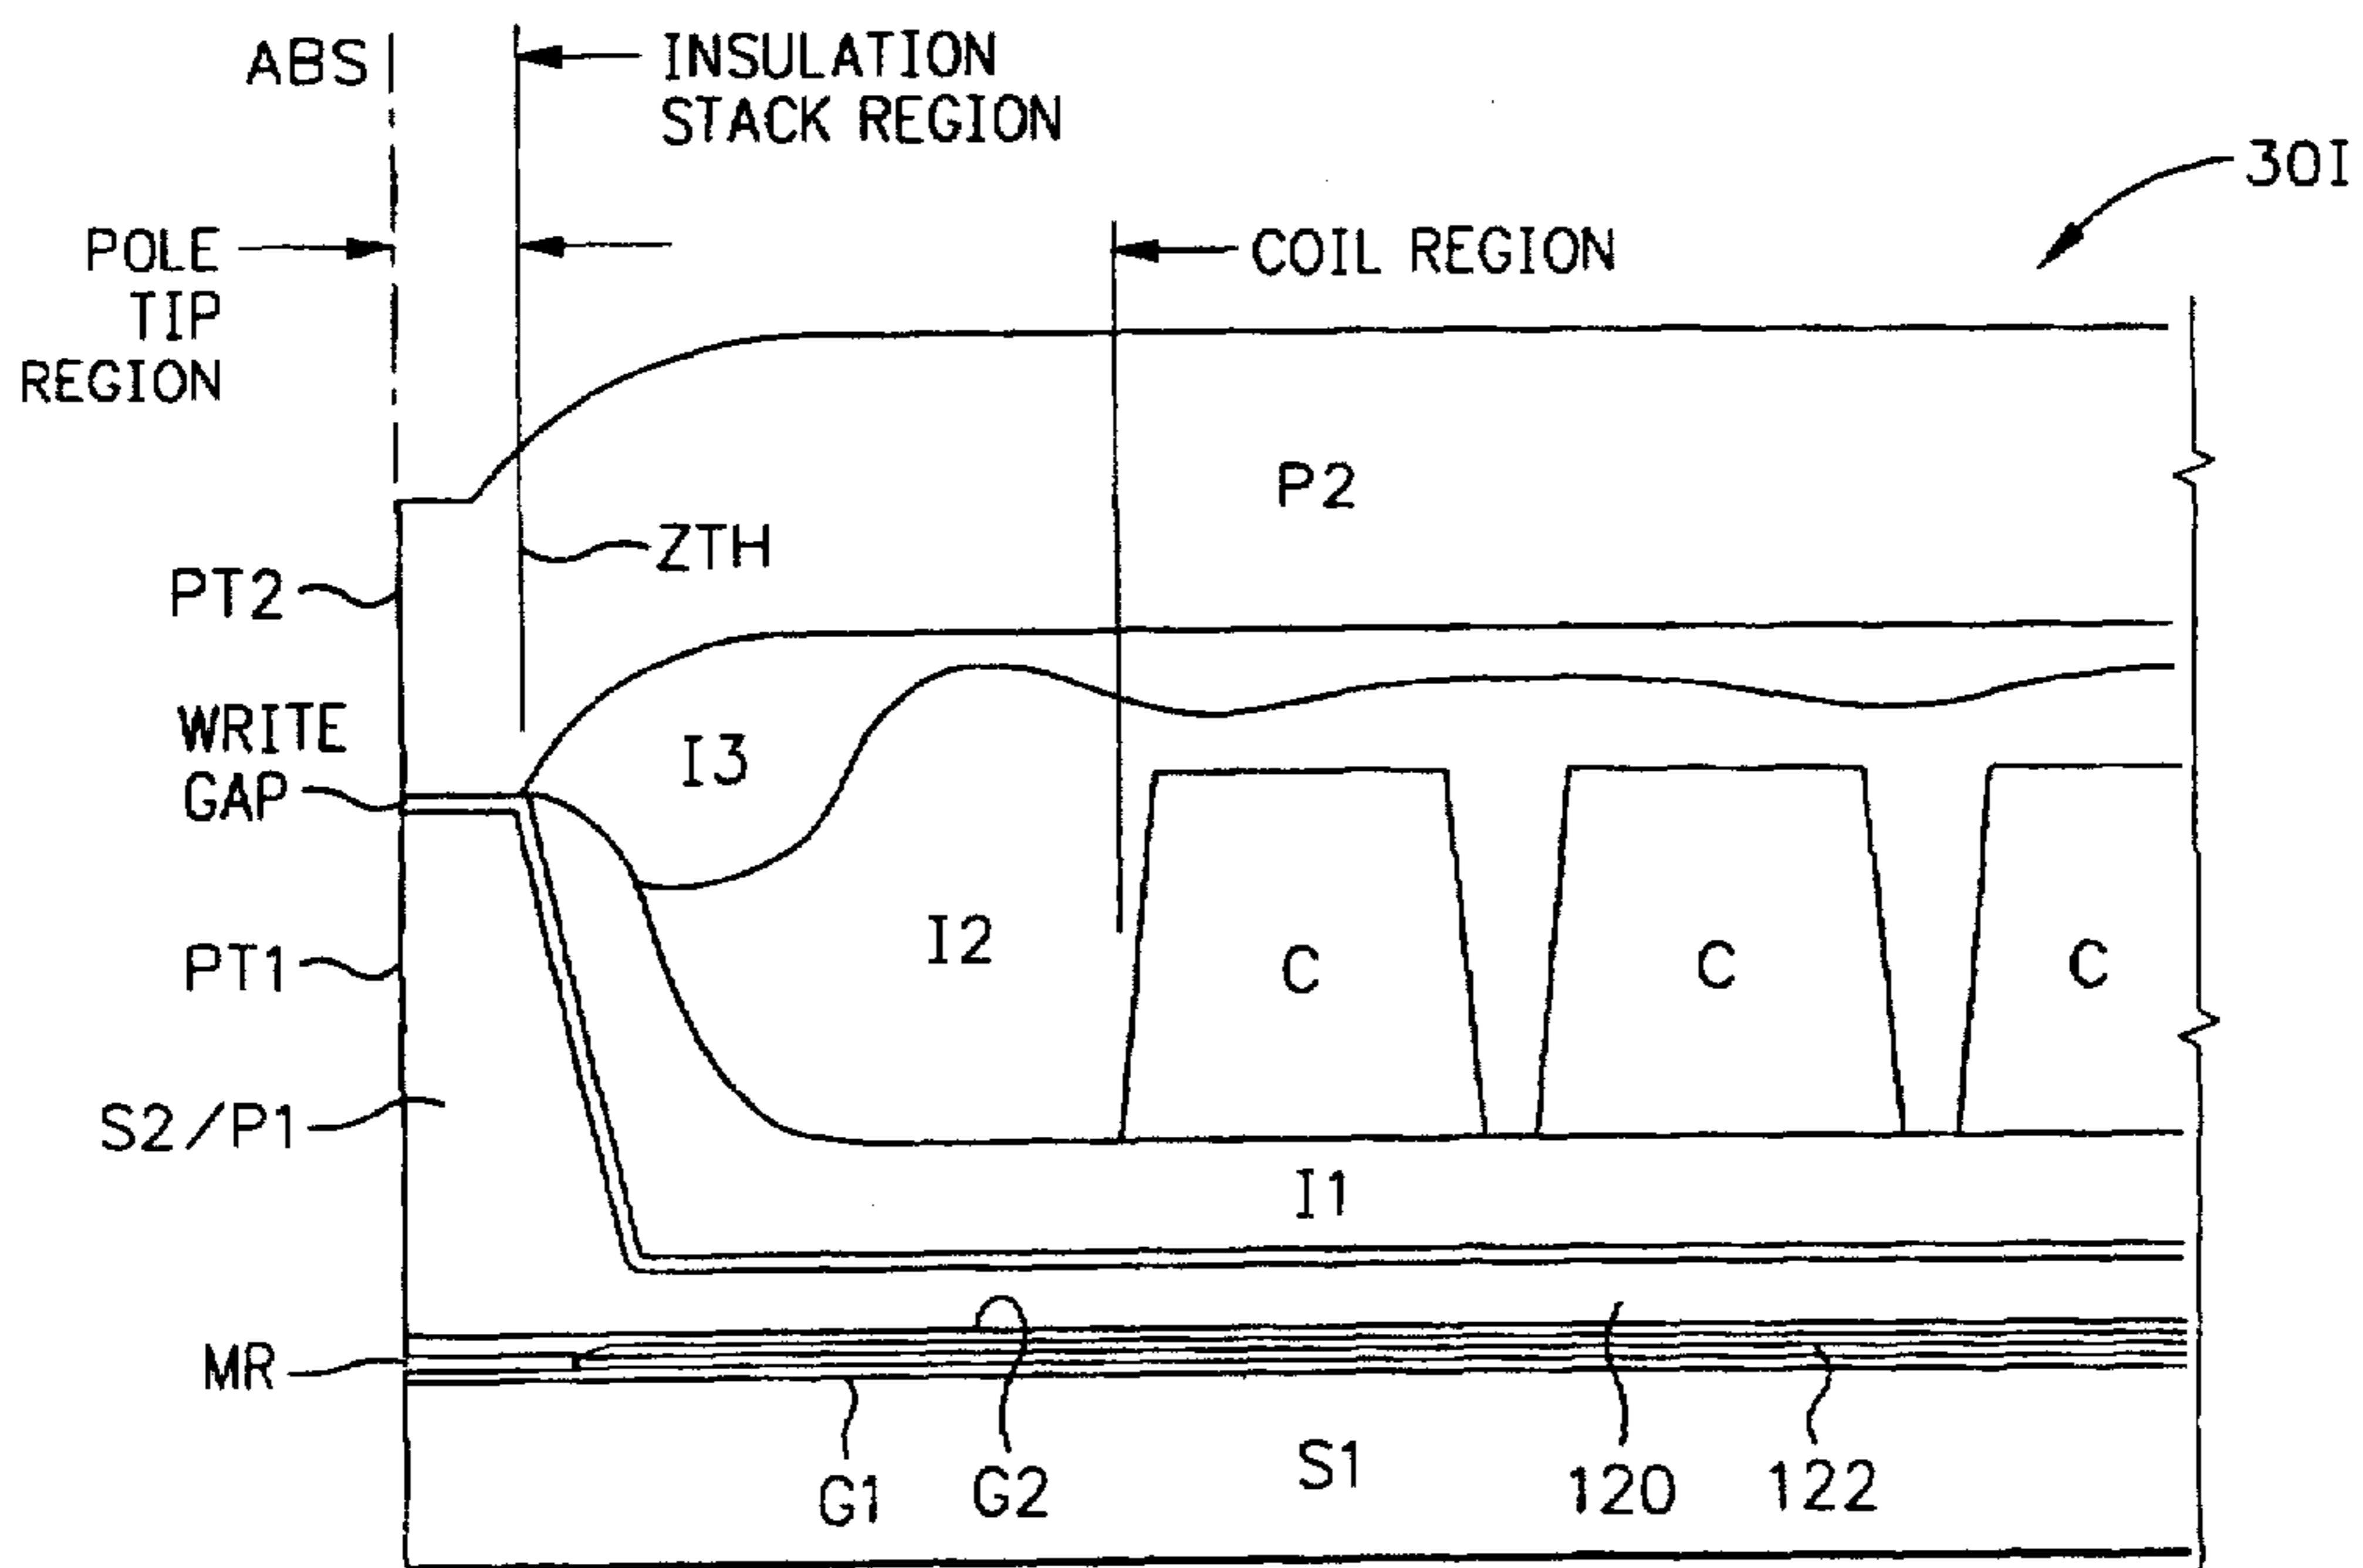 ABS
INSULATION
STACK REGION
30I
POLE
TIP
REGION
COIL REGION
P2
ZTH
PT2
WRITE
GAP
I3
I2
C
C
C
PT1
S2/P1
I1
MR
G1
G2
S1
120
122